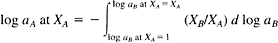 log a_A at X_A = − ∫_{log a_B at X_A = 1}^{log a_B at X_A = X_A} (X_B/X_A) d log a_B